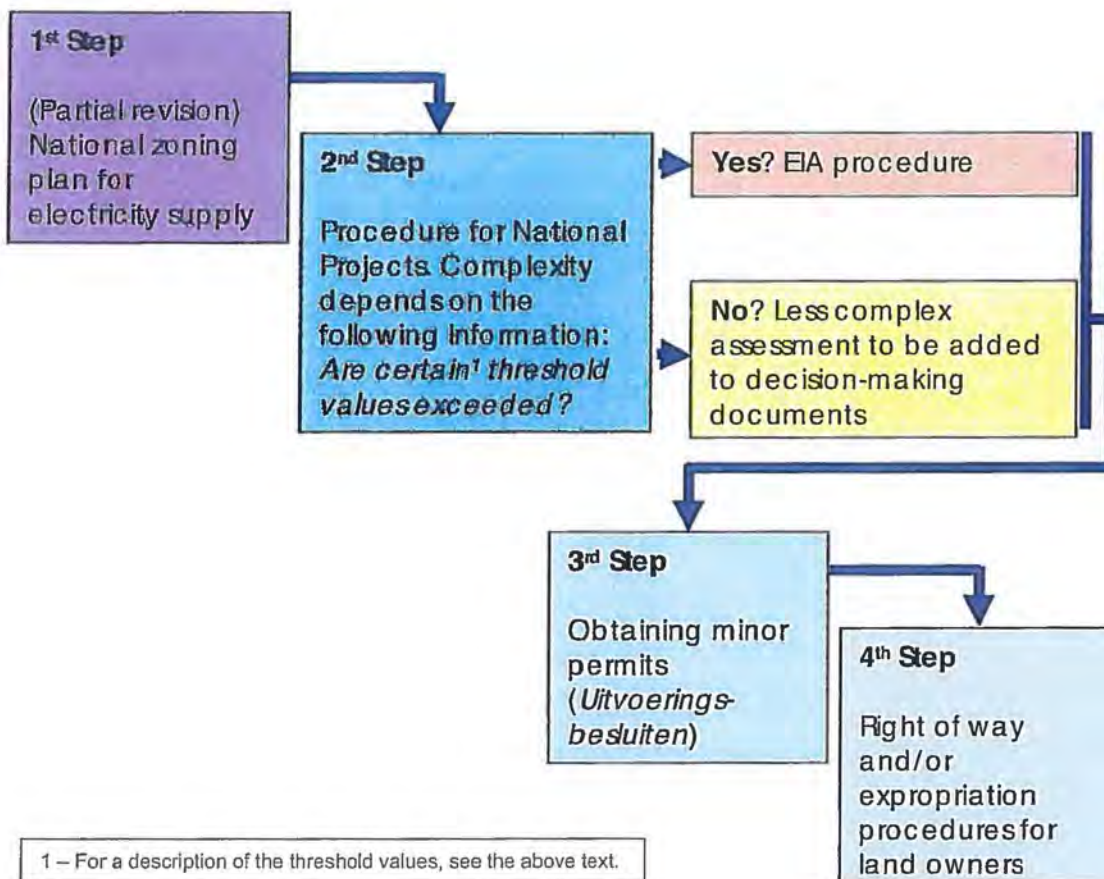 1st Step
(Partial revision)
National zoning
plan for
electricity supply
2nd Step
Procedure for National
Projects. Complexity
depends on the
following Information:
Are certain¹ threshold
values exceeded?
Yes? EIA procedure
No? Less complex
assessment to be added
to decision-making
documents
3rd Step
Obtaining minor
permits
(Uitvoerings-
besluiten)
4th Step
Right of way
and/or
expropriation
procedures for
land owners
1 – For a description of the threshold values, see the above text.